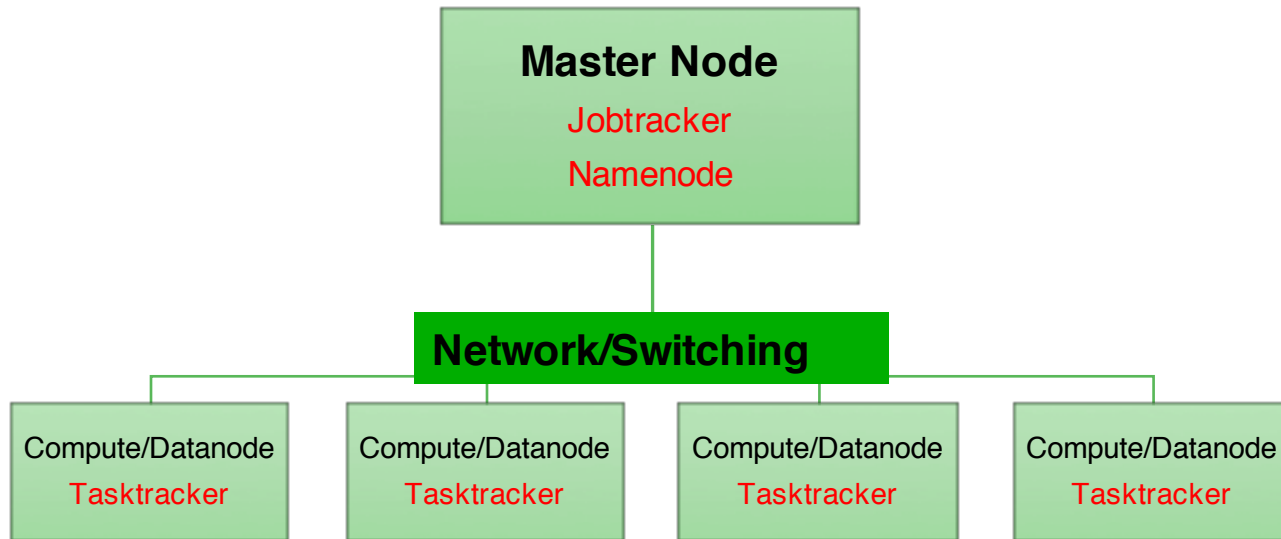 Master Node
Jobtracker
Namenode
Network/Switching
Compute/Datanode
Tasktracker
Compute/Datanode
Tasktracker
Compute/Datanode
Tasktracker
Compute/Datanode
Tasktracker